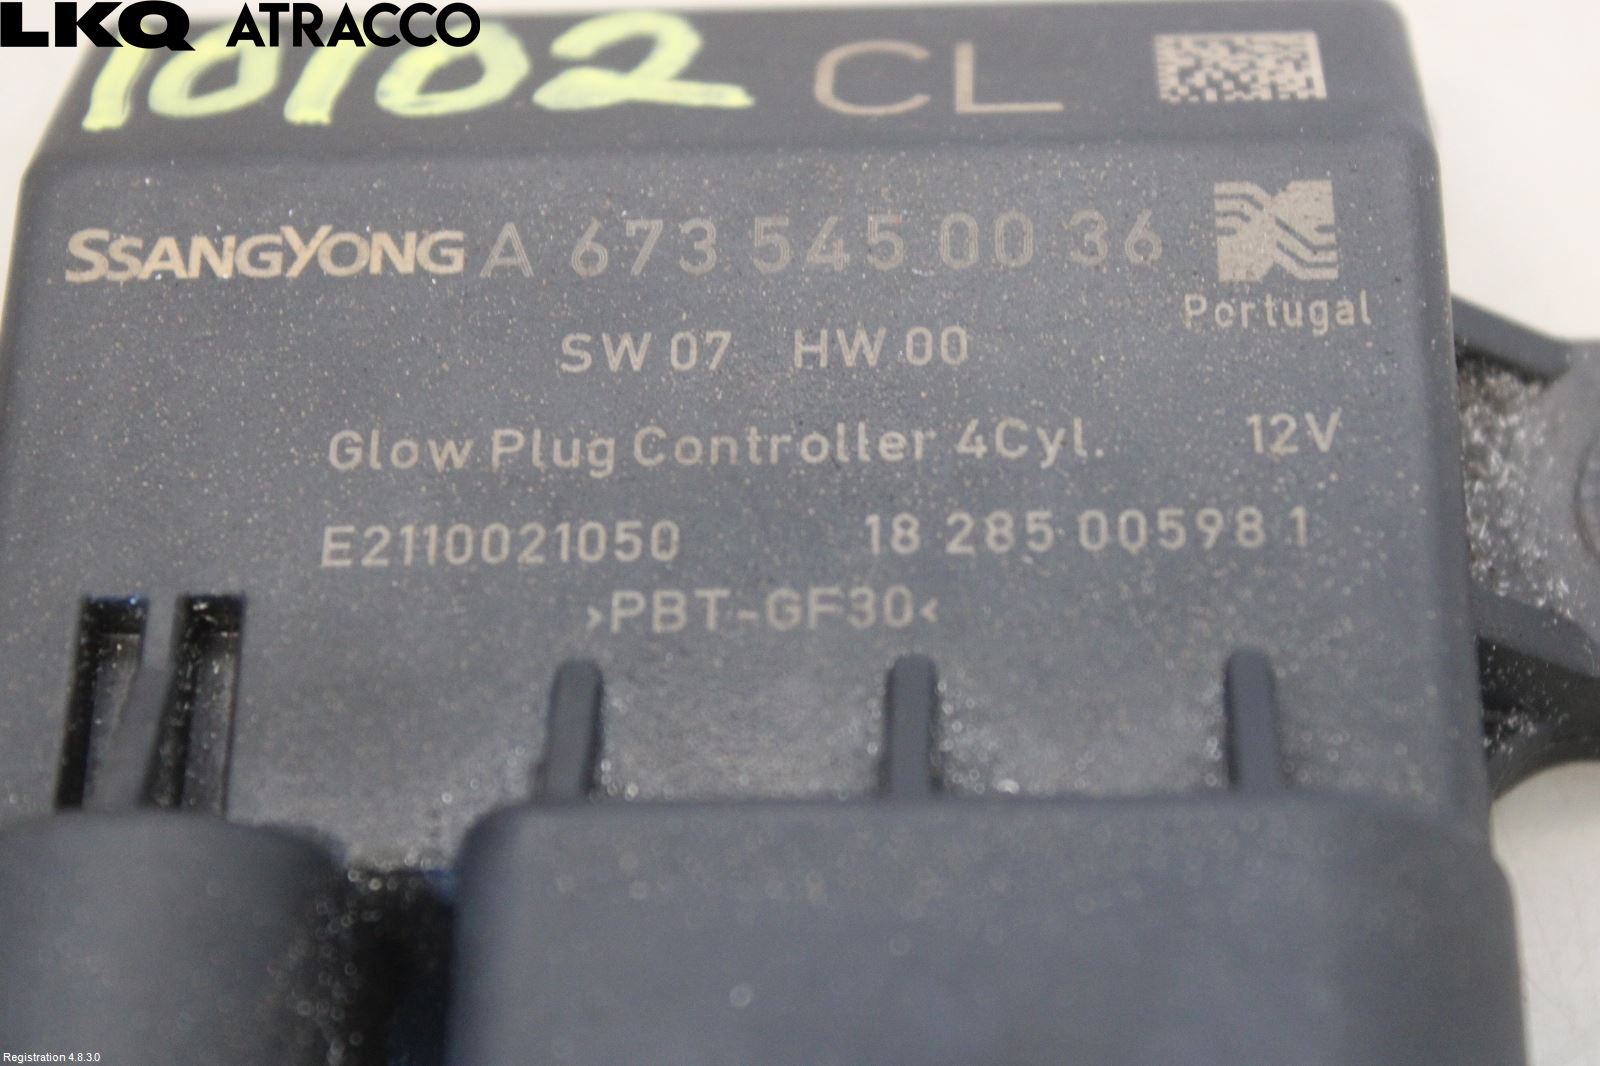 LKQ ATRACCO
10102
CL
SSANGYONG A 673 545 00 36
Portugal
SW 07 HW 00
Glow Plug Controller 4Cyl. 12V
E2110021050 18 285 00598 1
>PBT-GF30<
Registration 4.8.3.0